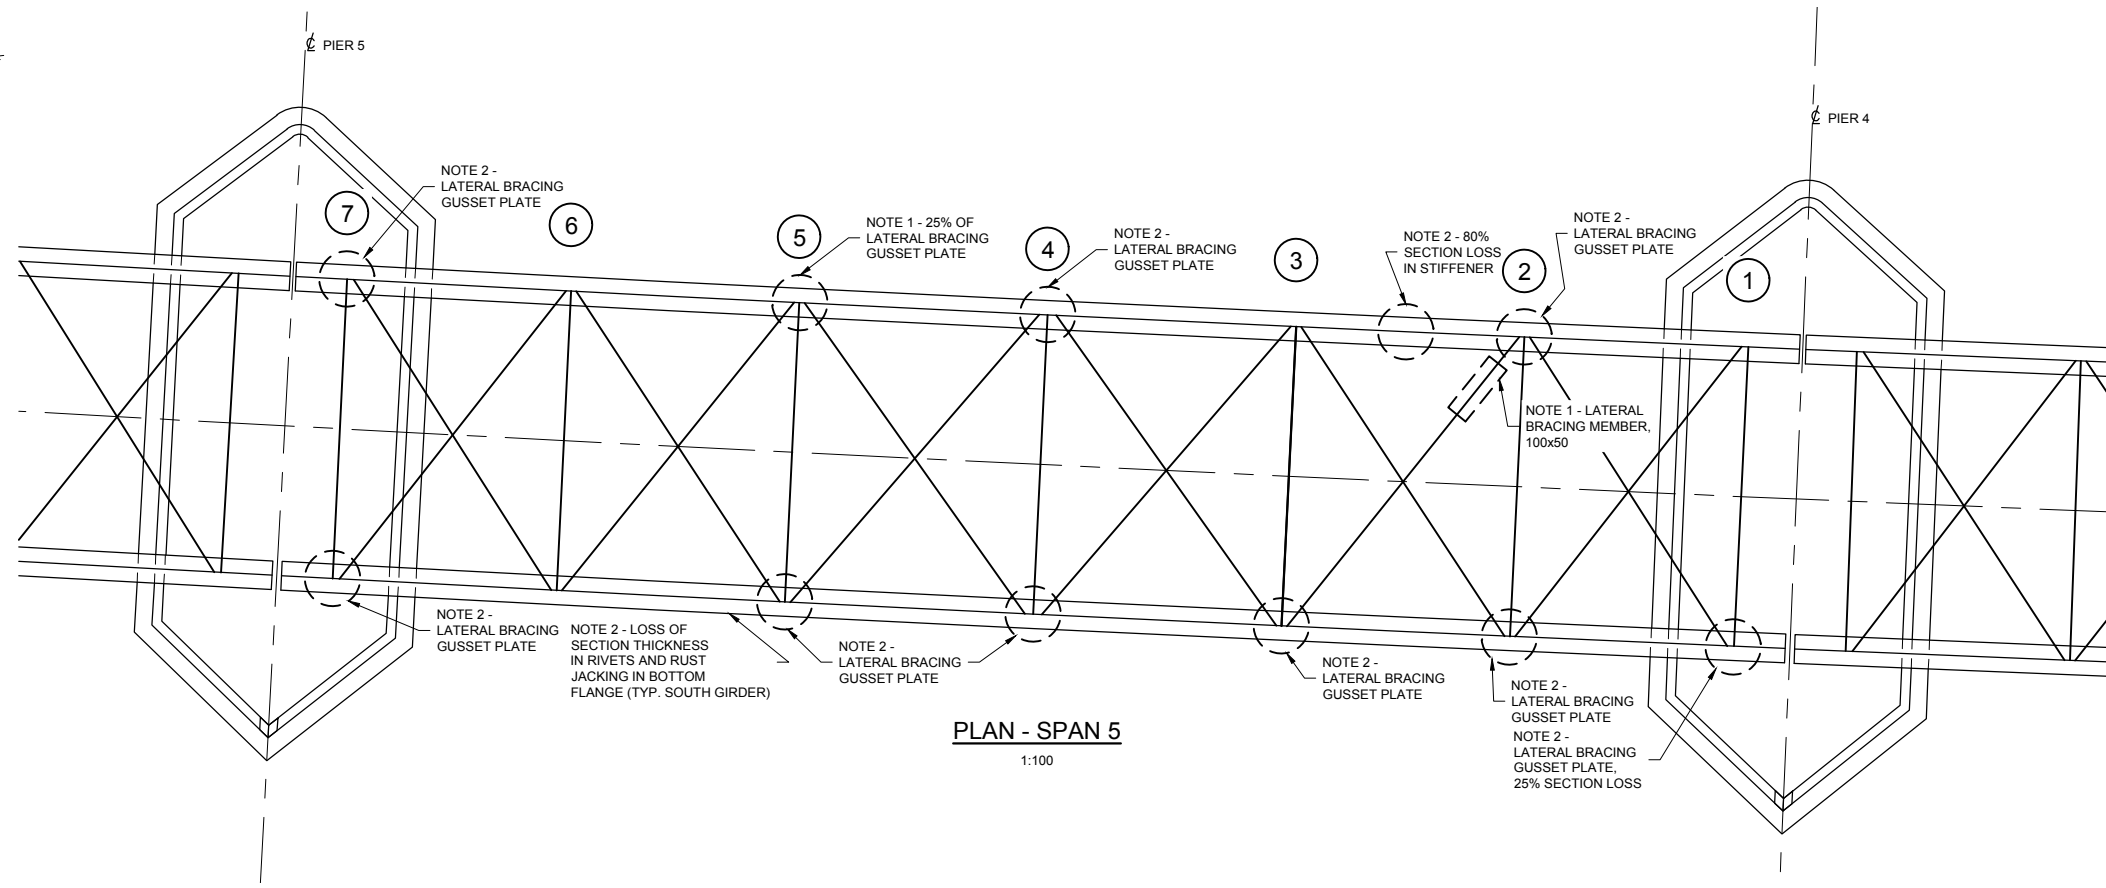 ℄ PIER 5
℄ PIER 4
NOTE 2 -
LATERAL BRACING
GUSSET PLATE
7
6
5
NOTE 1 - 25% OF
LATERAL BRACING
GUSSET PLATE
4
NOTE 2 -
LATERAL BRACING
GUSSET PLATE
3
NOTE 2 - 80%
SECTION LOSS
IN STIFFENER
2
NOTE 2 -
LATERAL BRACING
GUSSET PLATE
1
NOTE 1 - LATERAL
BRACING MEMBER,
100x50
NOTE 2 -
LATERAL BRACING
GUSSET PLATE
NOTE 2 - LOSS OF
SECTION THICKNESS
IN RIVETS AND RUST
JACKING IN BOTTOM
FLANGE (TYP. SOUTH GIRDER)
NOTE 2 -
LATERAL BRACING
GUSSET PLATE
NOTE 2 -
LATERAL BRACING
GUSSET PLATE
NOTE 2 -
LATERAL BRACING
GUSSET PLATE
NOTE 2 -
LATERAL BRACING
GUSSET PLATE,
25% SECTION LOSS
PLAN - SPAN 5
1:100